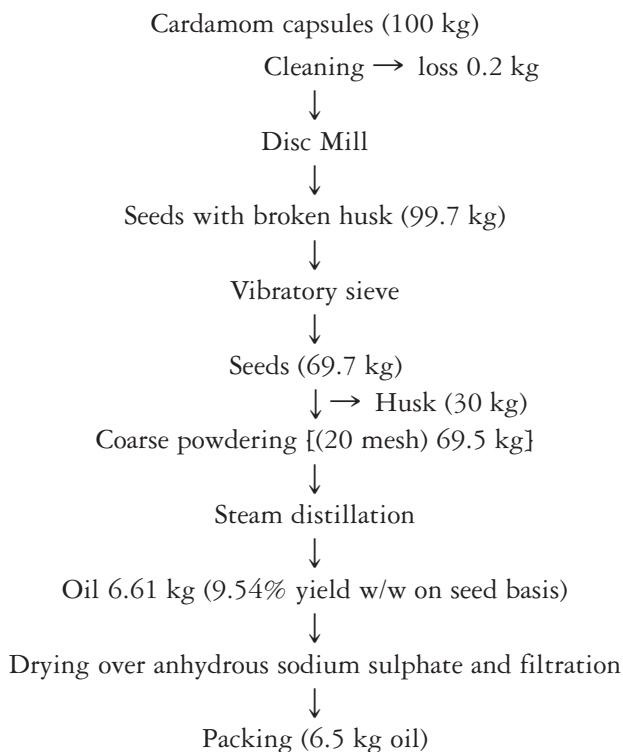 Cardamom capsules (100 kg)
Cleaning → loss 0.2 kg
↓
Disc Mill
↓
Seeds with broken husk (99.7 kg)
↓
Vibratory sieve
↓
Seeds (69.7 kg)
↓ → Husk (30 kg)
Coarse powdering {(20 mesh) 69.5 kg}
↓
Steam distillation
↓
Oil 6.61 kg (9.54% yield w/w on seed basis)
↓
Drying over anhydrous sodium sulphate and filtration
↓
Packing (6.5 kg oil)